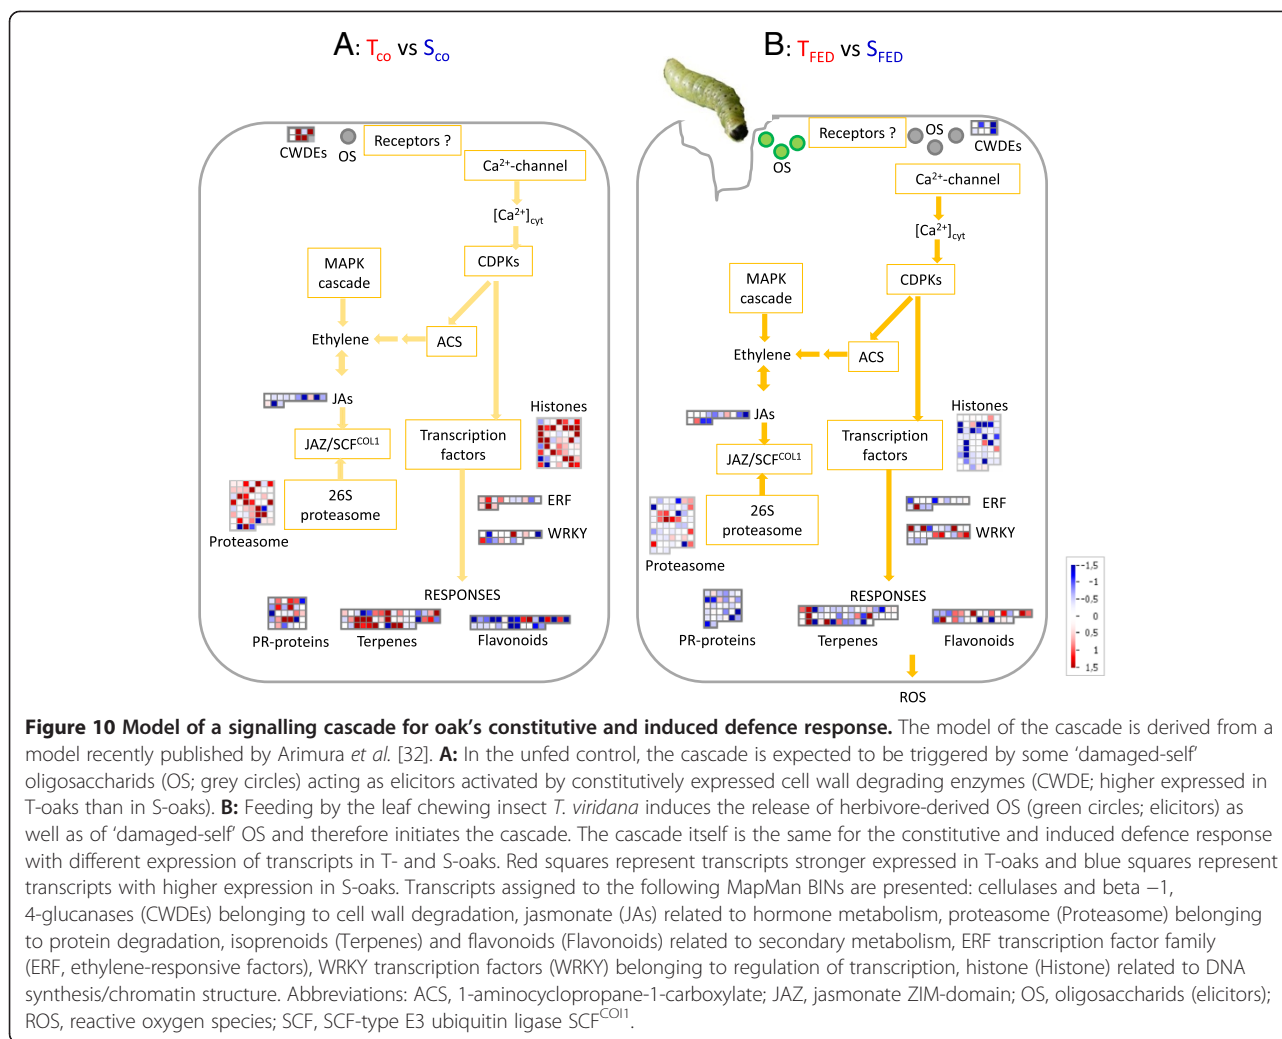 A: Tco vs Sco
B: TFED vs SFED
CWDEs
OS
Receptors ?
Ca2+-channel
[Ca2+]cyt
CDPKs
MAPK
cascade
Ethylene
ACS
JAs
JAZ/SCFCOL1
Transcription
factors
Histones
26S
proteasome
Proteasome
ERF
WRKY
RESPONSES
PR-proteins
Terpenes
Flavonoids
OS
Receptors ?
OS
CWDEs
Ca2+-channel
[Ca2+]cyt
CDPKs
MAPK
cascade
Ethylene
ACS
JAs
JAZ/SCFCOL1
Transcription
factors
Histones
26S
proteasome
Proteasome
ERF
WRKY
RESPONSES
PR-proteins
Terpenes
Flavonoids
ROS
-1,5
-1
-0,5
0
0,5
1
1,5
Figure 10 Model of a signalling cascade for oak's constitutive and induced defence response. The model of the cascade is derived from a
model recently published by Arimura et al. [32]. A: In the unfed control, the cascade is expected to be triggered by some 'damaged-self'
oligosaccharids (OS; grey circles) acting as elicitors activated by constitutively expressed cell wall degrading enzymes (CWDE; higher expressed in
T-oaks than in S-oaks). B: Feeding by the leaf chewing insect T. viridana induces the release of herbivore-derived OS (green circles; elicitors) as
well as of 'damaged-self' OS and therefore initiates the cascade. The cascade itself is the same for the constitutive and induced defence response
with different expression of transcripts in T- and S-oaks. Red squares represent transcripts stronger expressed in T-oaks and blue squares represent
transcripts with higher expression in S-oaks. Transcripts assigned to the following MapMan BINs are presented: cellulases and beta −1,
4-glucanases (CWDEs) belonging to cell wall degradation, jasmonate (JAs) related to hormone metabolism, proteasome (Proteasome) belonging
to protein degradation, isoprenoids (Terpenes) and flavonoids (Flavonoids) related to secondary metabolism, ERF transcription factor family
(ERF, ethylene-responsive factors), WRKY transcription factors (WRKY) belonging to regulation of transcription, histone (Histone) related to DNA
synthesis/chromatin structure. Abbreviations: ACS, 1-aminocyclopropane-1-carboxylate; JAZ, jasmonate ZIM-domain; OS, oligosaccharids (elicitors);
ROS, reactive oxygen species; SCF, SCF-type E3 ubiquitin ligase SCFCOI1.